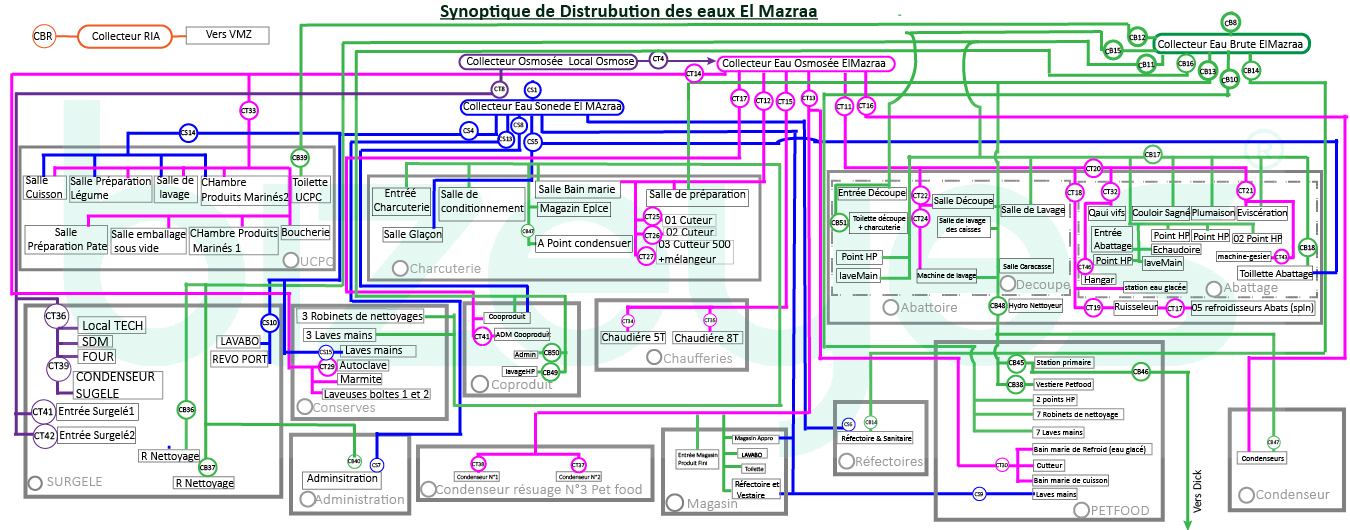 Synoptique de Distrubution des eaux El Mazraa
CBR
Collecteur RIA
Vers VMZ
CB8
CB12
Collecteur Eau Brute ElMazraa
CB15
CB11
CB16
CB13
CB14
CB10
Collecteur Osmosée Local Osmose
CT4
Collecteur Eau Osmosée ElMazraa
CT14
CT8
CS1
CT17
CT12
CT15
CT13
CT11
CT16
CT33
Collecteur Eau Sonede El MAzraa
CS14
CS4
CS13
CS8
CS5
CB39
Salle
Cuisson
Salle Préparation
Légume
Salle de
lavage
CHambre
Produits Marinés2
Toilette
UCPC
Salle
Préparation Pate
Salle emballage
sous vide
CHambre Produits
Marinés 1
Boucherie
UCPC
Entréé
Charcuterie
Salle de
conditionnement
Salle Bain marie
Magazin EpIce
CB47
A Point condensuer
Salle Glaçon
Salle de préparation
CT25
01 Cuteur
CT26
02 Cuteur
CT27
03 Cutteur 500
+mélangeur
Charcuterie
CB17
CT20
Entrée Découpe
CT22
CB51
Toilette découpe
+ charcuterie
CT24
Salle Découpe
Salle de lavage
des caisses
Salle de Lavage
Point HP
laveMain
Machine de lavage
Salle Caracasse
Decoupe
Abattoire
CT18
CT32
CT21
Qaui vifs
Couloir Sagné
Plumaison
Eviscération
Entrée
Abattage
Point HP
Point HP
02 Point HP
Echaudoire
Point HP
laveMain
machine-gesier
CT43
CB18
CT46
Hangar
station eau glacée
Toillette Abattage
Abattage
CB48
Hydro Nettoyeur
CT19
Ruisseleur
CT17
05 refroidisseurs Abats (spin)
CT36
Local TECH
SDM
FOUR
CT39
CONDENSEUR
SUGELE
CT41
Entrée Surgelé1
CT42
Entrée Surgelé2
CS10
LAVABO
REVO PORT
CB36
R Nettoyage
CB37
R Nettoyage
SURGELE
3 Robinets de nettoyages
3 Laves mains
CS15
Laves mains
CT29
Autoclave
Marmite
Laveuses boites 1 et 2
Conserves
CB40
CS7
Adminsitration
Administration
Cooproduit
CT41
ADM Cooproduit
Admin
CB50
lavageHP
CB49
Coproduit
CT34
CT35
Chaudiére 5T
Chaudiére 8T
Chaufferies
CT38
CT37
Condenseur N°1
Condenseur N°2
Condenseur résuage N°3 Pet food
Entrée Magasin
Produit Fini
Magasin Appro
LAVABO
Toilette
Réfectoire et
Vestaire
Magasin
CS6
CB54
Réfectoire & Sanitaire
Réfectoires
CB45
Station primaire
CB46
CB38
Vestiere Petfood
2 points HP
7 Robinets de nettoyage
7 Laves mains
CT30
Bain marie de Refroid (eau glacé)
Cutteur
Bain marie de cuisson
CS9
Laves mains
PETFOOD
Vers Dick
CB47
Condenseurs
Condenseur